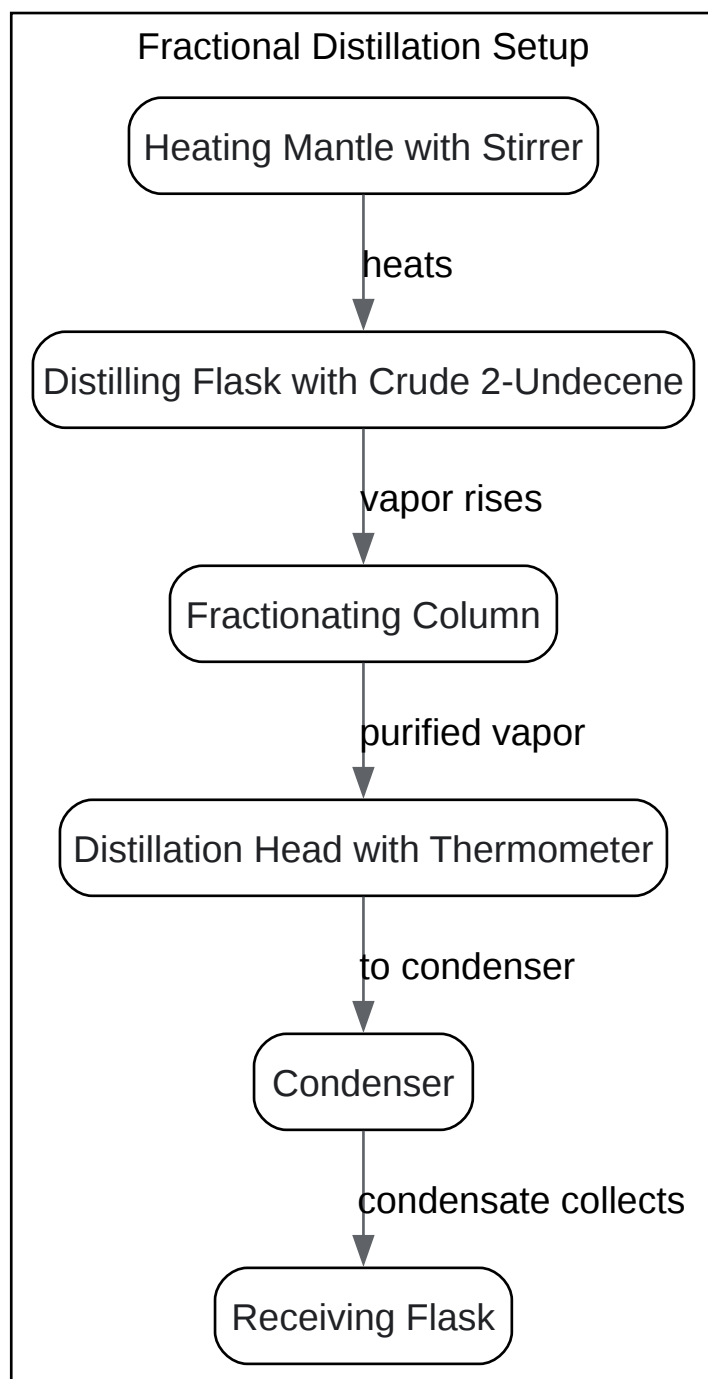 Fractional Distillation Setup
Heating Mantle with Stirrer
heats
Distilling Flask with Crude 2-Undecene
vapor rises
Fractionating Column
purified vapor
Distillation Head with Thermometer
to condenser
Condenser
condensate collects
Receiving Flask